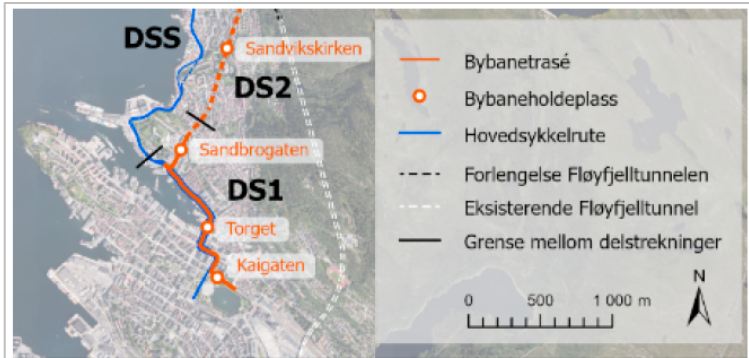 DSS
Sandvikskirken
DS2
Sandbrogaten
DS1
Torget
Kaigaten
Bybanetrasé
Bybaneholdeplass
Hovedsykkelrute
Forlengelse Fløyfjelltunnelen
Eksisterende Fløyfjelltunnel
Grense mellom delstrekninger
N
0 500 1 000 m